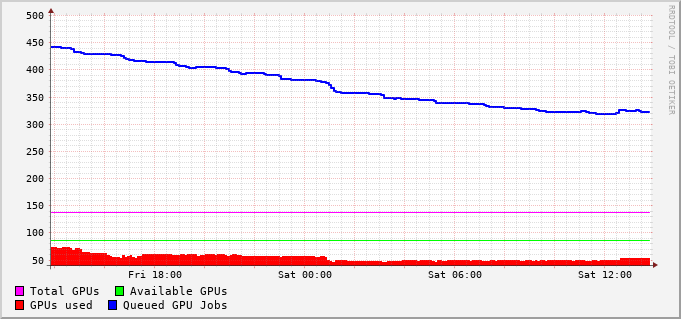 500
450
400
350
300
250
200
150
100
50
Fri 18:00 Sat 00:00 Sat 06:00 Sat 12:00
Total GPUs Available GPUs
GPUs used Queued GPU Jobs
RRDTOOL / TOBI OETIKER